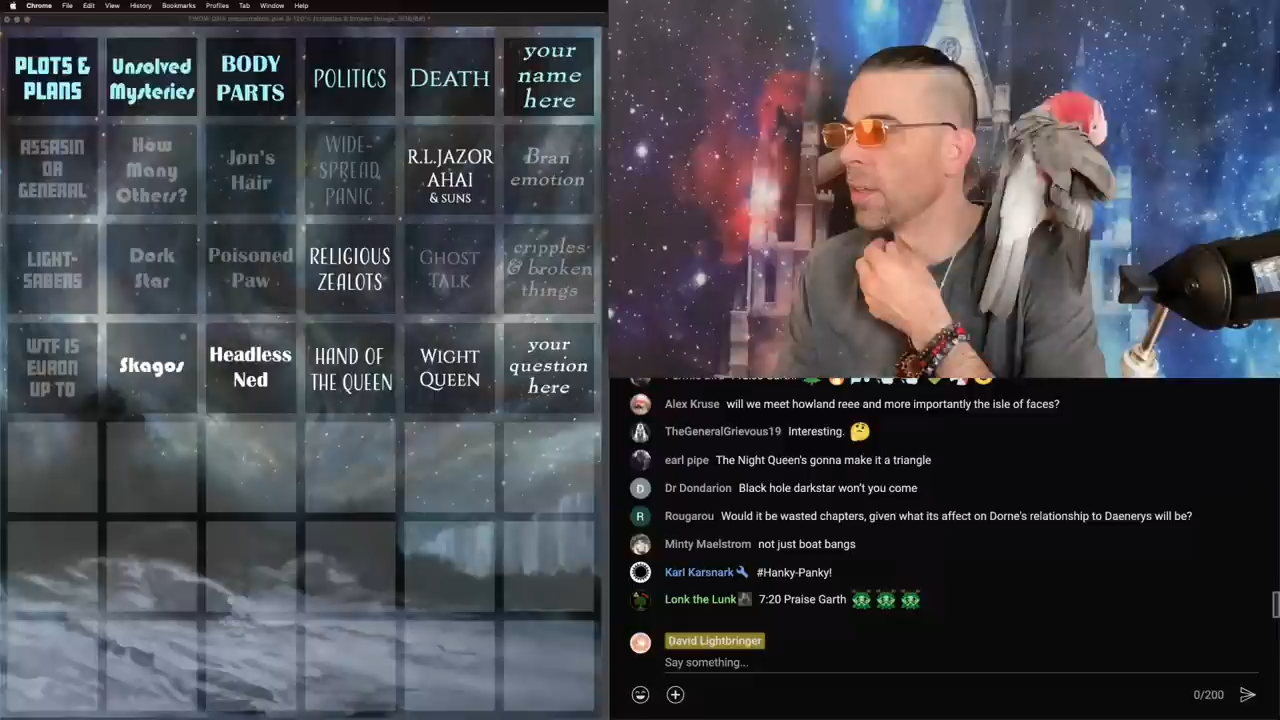 Chrome File Edit View History Bookmarks Profiles Tab Window Help
PLOTS &
PLANS
Unsolved
Mysteries
BODY
PARTS
POLITICS
DEATH
your
name
here
ASSASIN
OR
GENERAL
How
Many
Others?
Jon's
Hair
WIDE-
SPREAD
PANIC
R.L.JAZOR
AHAI
& SUNS
Bran
emotion
LIGHT-
SABENS
Dark
Star
Poisoned
Paw
RELIGIOUS
ZEALOTS
GHOST
TALK
cripples
& broken
things
WTF IS
EURON
UP TO
Skagos
Headless
Ned
HAND OF
THE QUEEN
WIGHT
QUEEN
your
question
here
Alex Kruse will we meet howland reee and more importantly the isle of faces?
TheGeneralGrievous19 Interesting. 🤔
earl pipe The Night Queen's gonna make it a triangle
D Dr Dondarion Black hole darkstar won't you come
R Rougarou Would it be wasted chapters, given what its affect on Dorne's relationship to Daenerys will be?
Minty Maelstrom not just boat bangs
Karl Karsnark #Hanky-Panky!
Lonk the Lunk 7:20 Praise Garth
David Lightbringer
Say something...
0/200